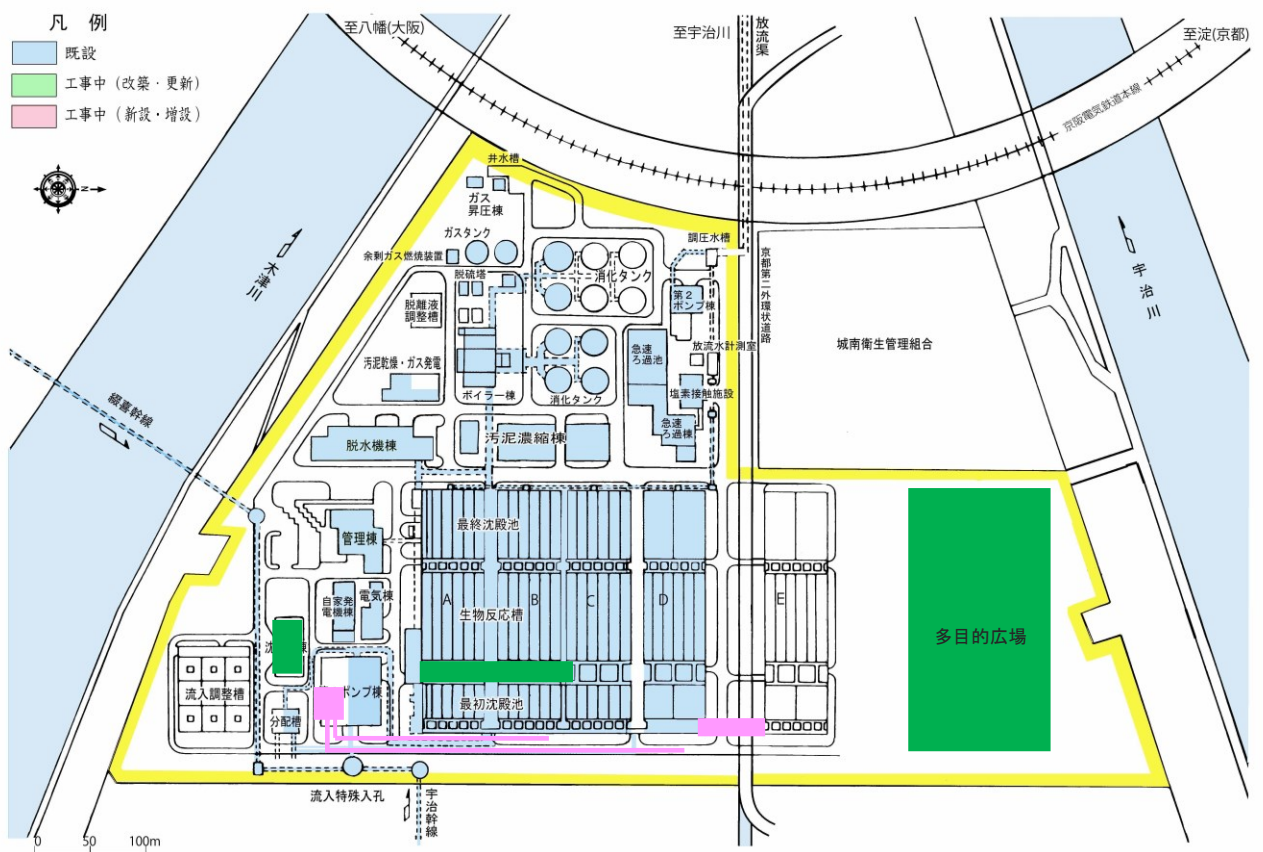 凡 例
既設
工事中（改築・更新）
工事中（新設・増設）
N
至八幡(大阪)
至宇治川
放流渠
至淀(京都)
京阪電気鉄道本線
木津川
宇治川
井水槽
ガス
昇圧棟
ガスタンク
余剰ガス燃焼装置
脱硫塔
消化タンク
調圧水槽
京都第二外環状道路
第２
ポンプ棟
脱離液
調整槽
放流水計測室
城南衛生管理組合
急速
ろ過池
汚泥乾燥・ガス発電
ボイラー棟
消化タンク
塩素接触施設
急速
ろ過棟
綴喜幹線
脱水機棟
汚泥濃縮棟
最終沈殿池
管理棟
自家発
電機棟
電気棟
A
B
C
D
E
生物反応槽
多目的広場
沈
棟
流入調整槽
ポンプ棟
最初沈殿池
分配槽
流入特殊人孔
宇治幹線
0 50 100m